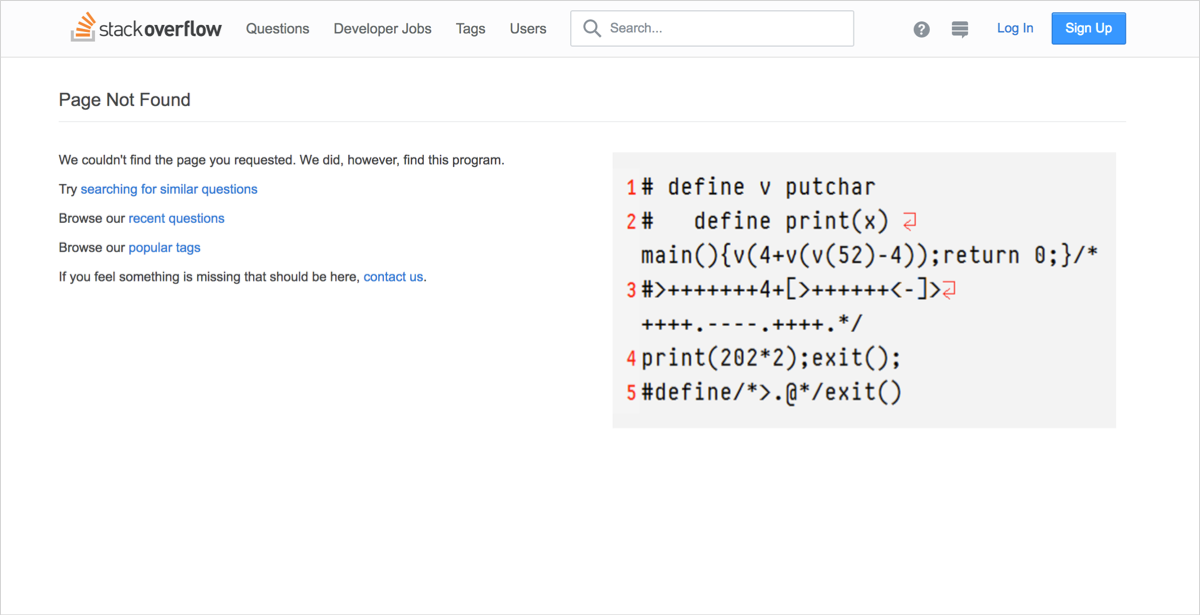 stackoverflow Questions Developer Jobs Tags Users Search... Log In Sign Up
Page Not Found
We couldn't find the page you requested. We did, however, find this program.
Try searching for similar questions
Browse our recent questions
Browse our popular tags
If you feel something is missing that should be here, contact us.
1# define v putchar
2#   define print(x)
main(){v(4+v(v(52)-4));return 0;}/*
3#>+++++++4+[>++++++<-]>
++++.----.++++.*/
4print(202*2);exit();
5#define/*>.@*/exit()